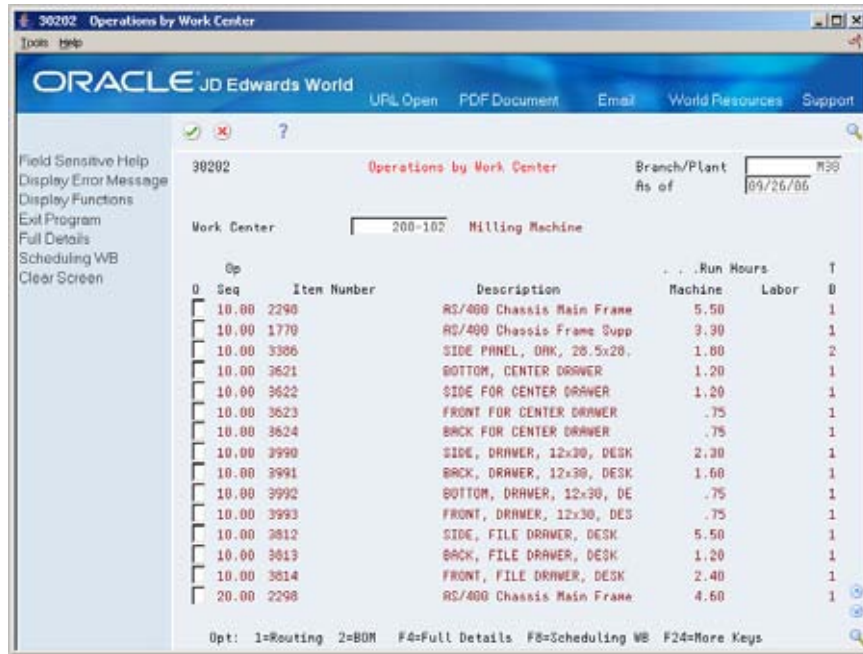 30202 Operations by Work Center
Tools Help
ORACLE JD Edwards World
URL Open PDF Document Email World Resources Support
?
Field Sensitive Help
Display Error Message
Display Functions
Exit Program
Full Details
Scheduling WB
Clear Screen
30202 Operations by Work Center Branch/Plant M30
As of 09/26/06
Work Center 200-102 Milling Machine
Op . . .Run Hours T
O Seq Item Number Description Machine Labor B
10.00 2290 AS/400 Chassis Main Frame 5.50 1
10.00 1770 AS/400 Chassis Frame Supp 3.30 1
10.00 3386 SIDE PANEL, OAK, 28.5x28. 1.80 2
10.00 3621 BOTTOM, CENTER DRAWER 1.20 1
10.00 3622 SIDE FOR CENTER DRAWER 1.20 1
10.00 3623 FRONT FOR CENTER DRAWER .75 1
10.00 3624 BACK FOR CENTER DRAWER .75 1
10.00 3990 SIDE, DRAWER, 12x30, DESK 2.30 1
10.00 3991 BACK, DRAWER, 12x30, DESK 1.60 1
10.00 3992 BOTTOM, DRAWER, 12x30, DE .75 1
10.00 3993 FRONT, DRAWER, 12x30, DES .75 1
10.00 3812 SIDE, FILE DRAWER, DESK 5.50 1
10.00 3813 BACK, FILE DRAWER, DESK 1.20 1
10.00 3814 FRONT, FILE DRAWER, DESK 2.40 1
20.00 2290 AS/400 Chassis Main Frame 4.60 1
Opt: 1=Routing 2=BOM F4=Full Details F8=Scheduling WB F24=More Keys